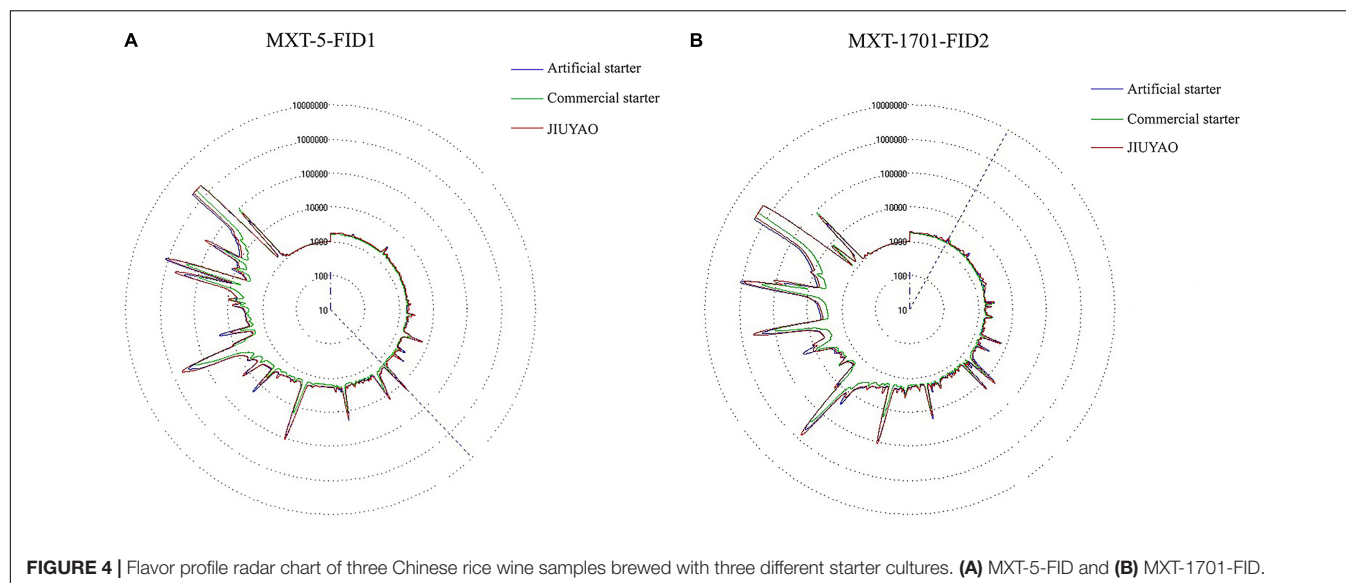 A
MXT-5-FID1
Artificial starter
Commercial starter
JIUYAO
10000000
1000000
100000
10000
1000
100
10
B
MXT-1701-FID2
Artificial starter
Commercial starter
JIUYAO
10000000
1000000
100000
10000
1000
100
10
FIGURE 4 | Flavor profile radar chart of three Chinese rice wine samples brewed with three different starter cultures. (A) MXT-5-FID and (B) MXT-1701-FID.